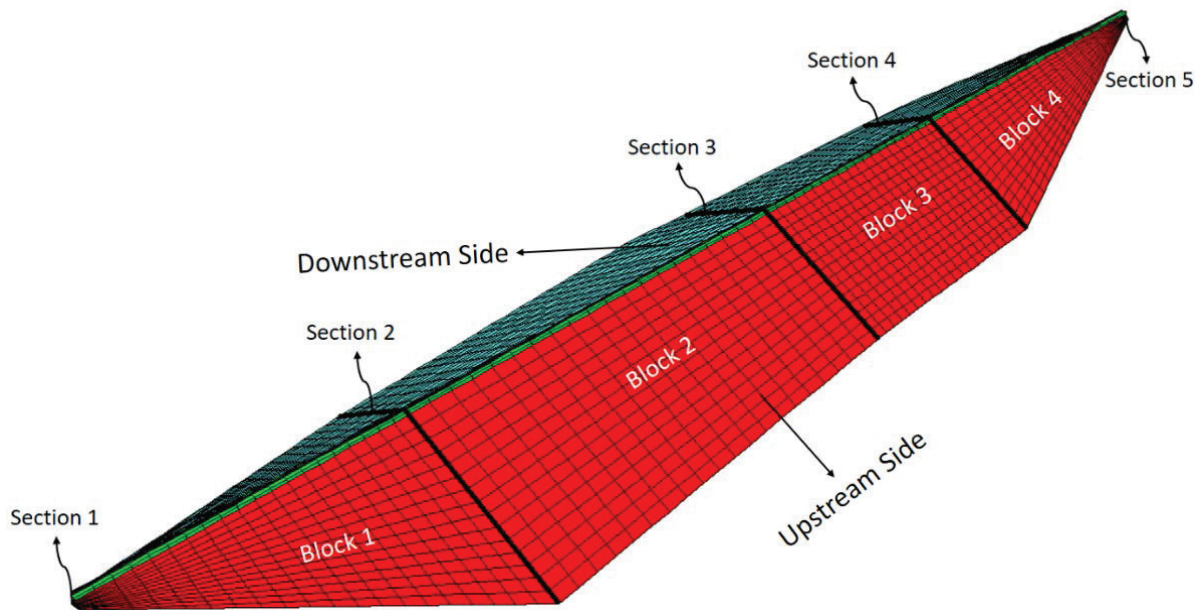 Section 4
Section 5
Block 4
Section 3
Block 3
Downstream Side
Section 2
Block 2
Upstream Side
Section 1
Block 1